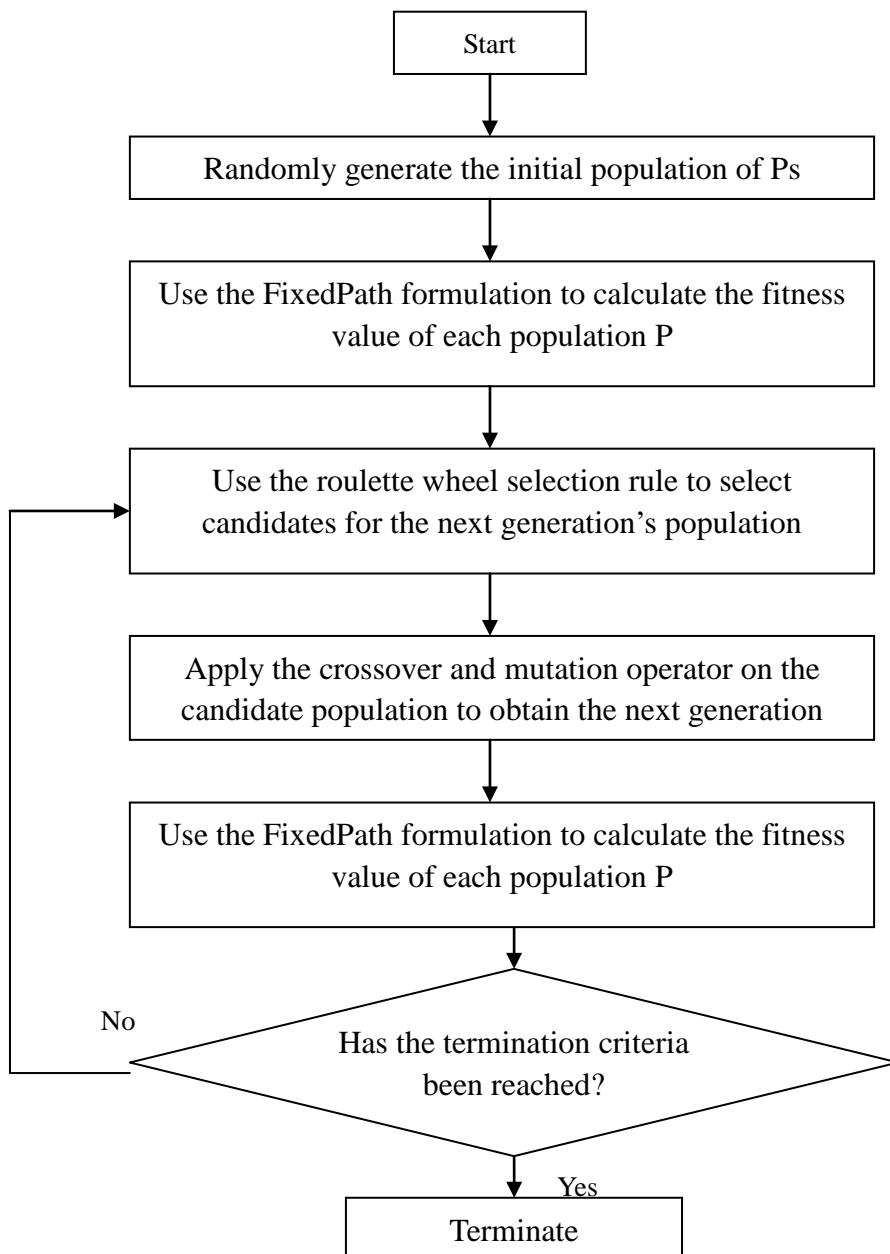 Start
Randomly generate the initial population of Ps
Use the FixedPath formulation to calculate the fitness
value of each population P
Use the roulette wheel selection rule to select
candidates for the next generation’s population
Apply the crossover and mutation operator on the
candidate population to obtain the next generation
Use the FixedPath formulation to calculate the fitness
value of each population P
No
Has the termination criteria
been reached?
Yes
Terminate